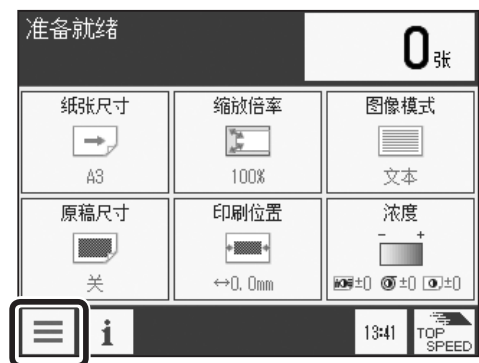 准备就绪
0张
纸张尺寸 缩放倍率 图像模式
A3 100% 文本
原稿尺寸 印刷位置 浓度
- +
关 ↔0.0mm ±0 ±0 ±0
i 13:41 TOP
SPEED